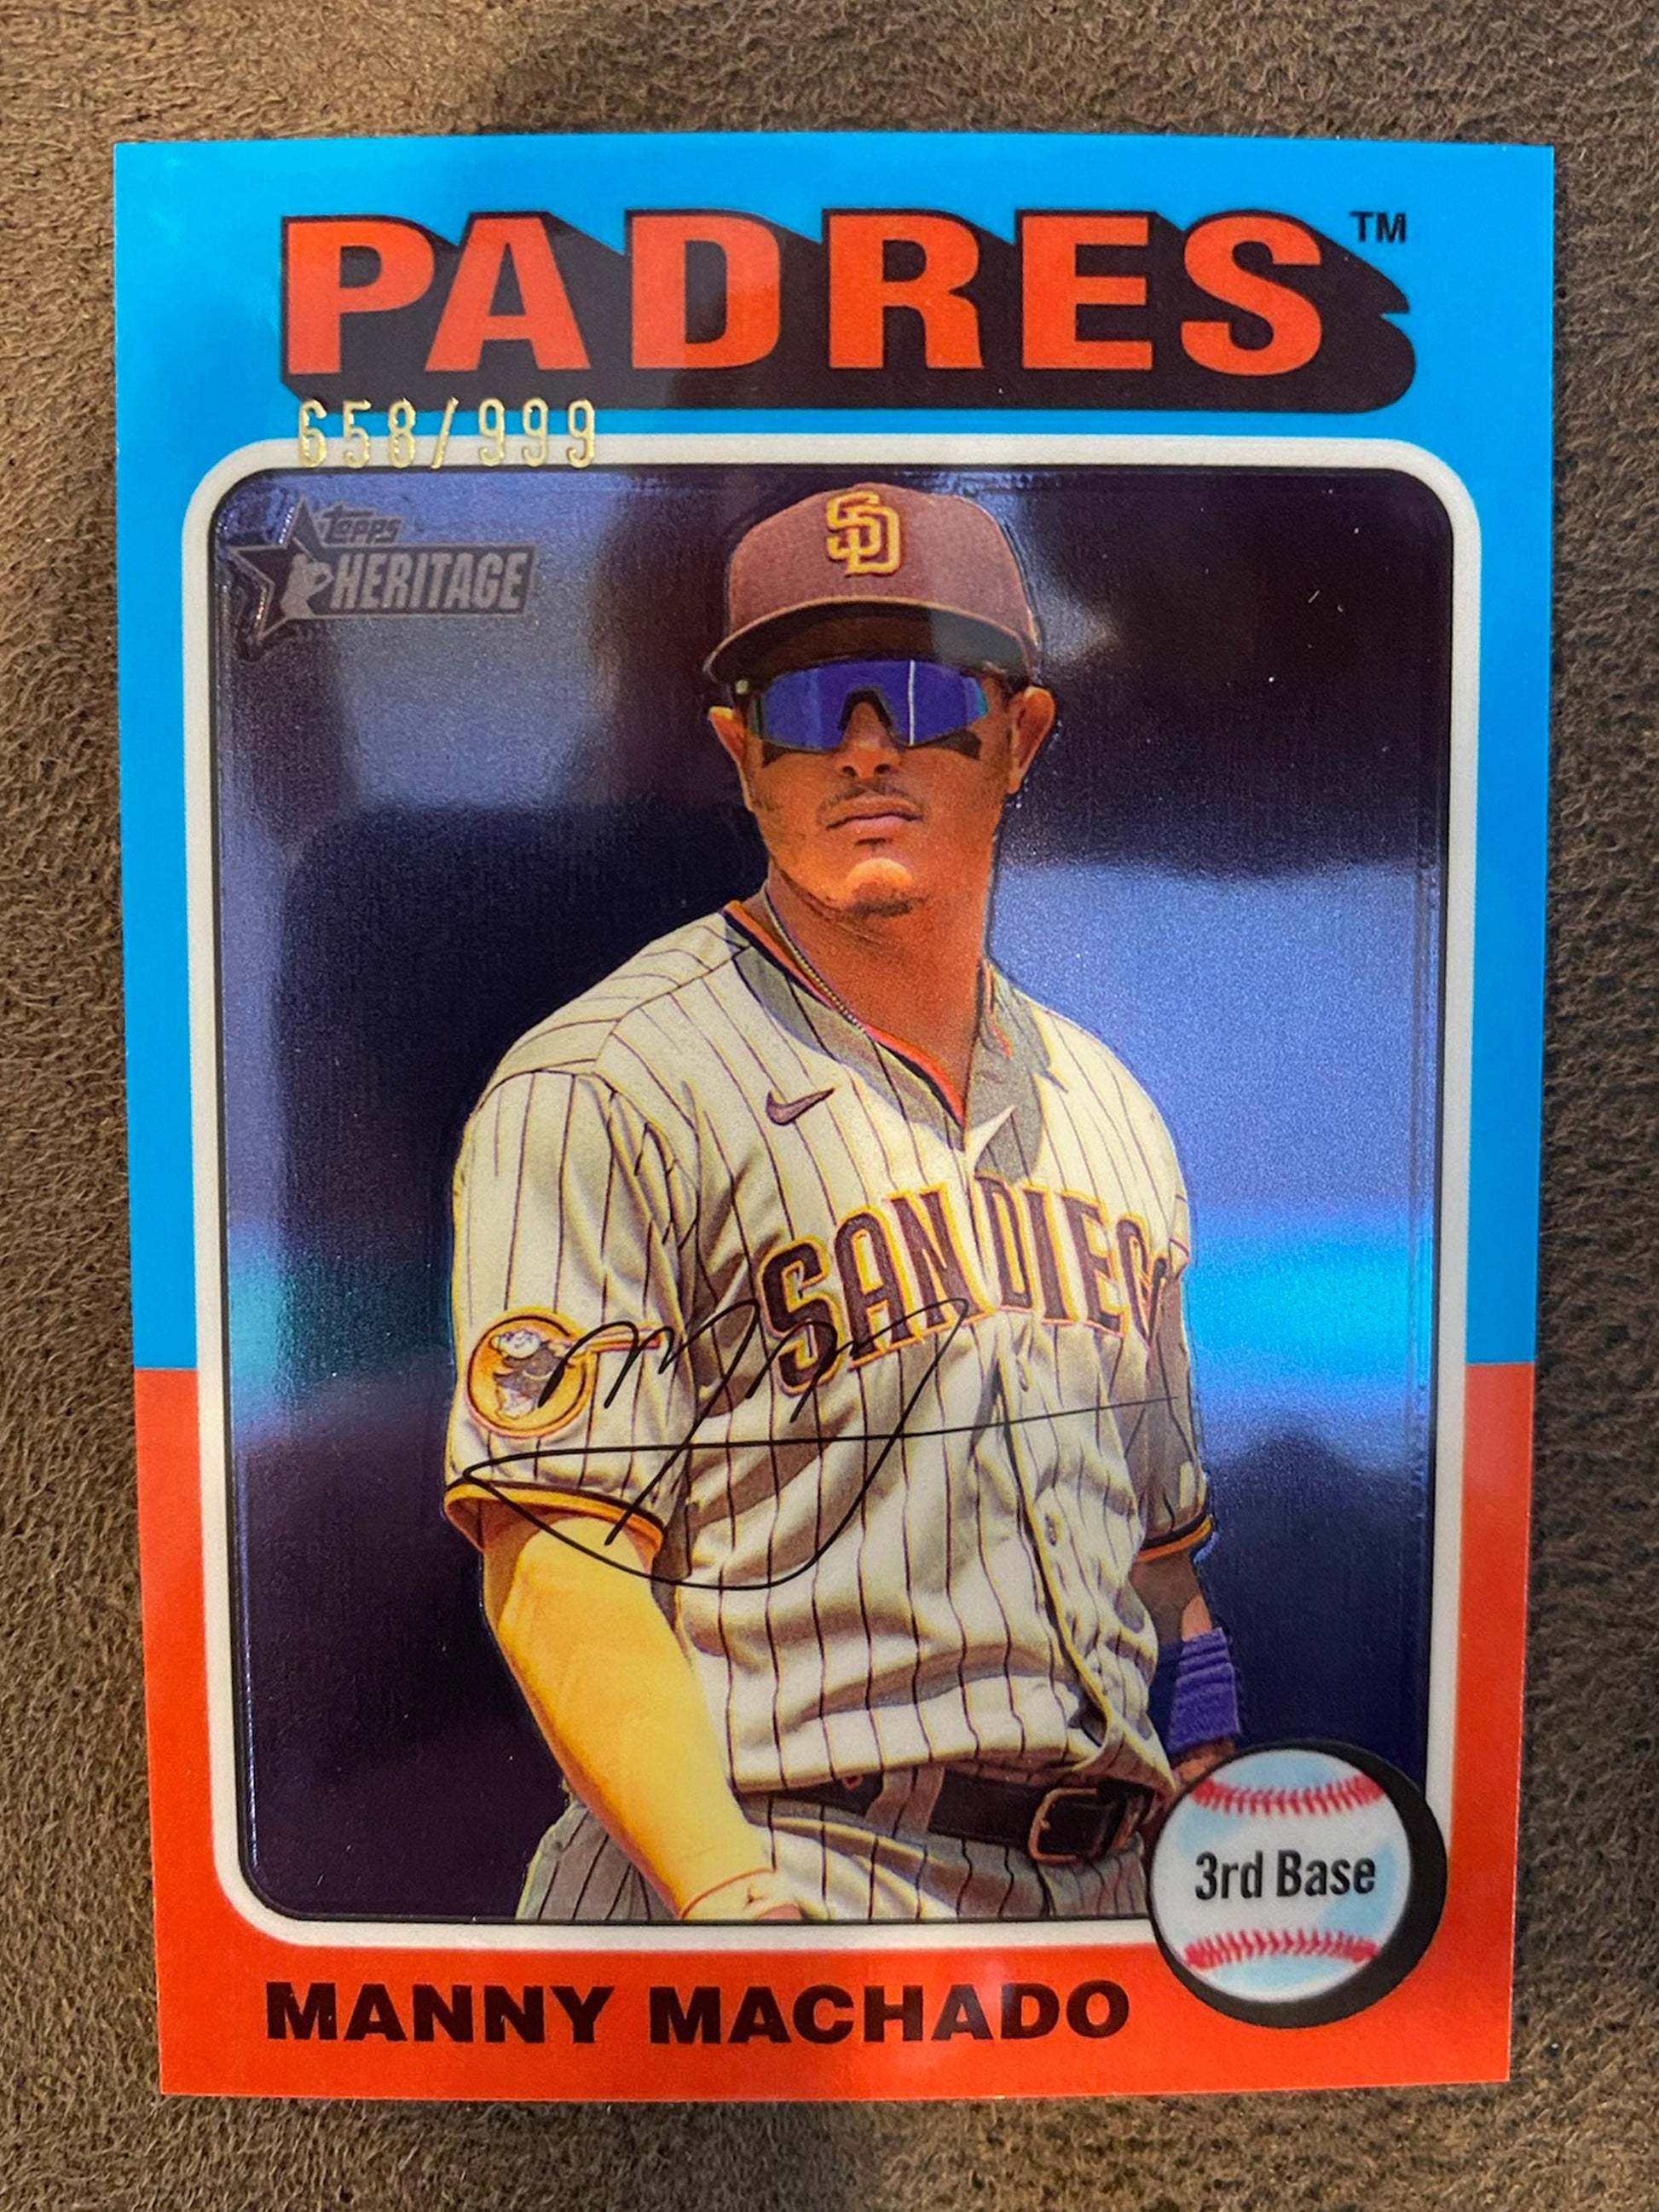 PADRES™
658/999
topps
HERITAGE
SD
SAN DIEGO
3rd Base
MANNY MACHADO